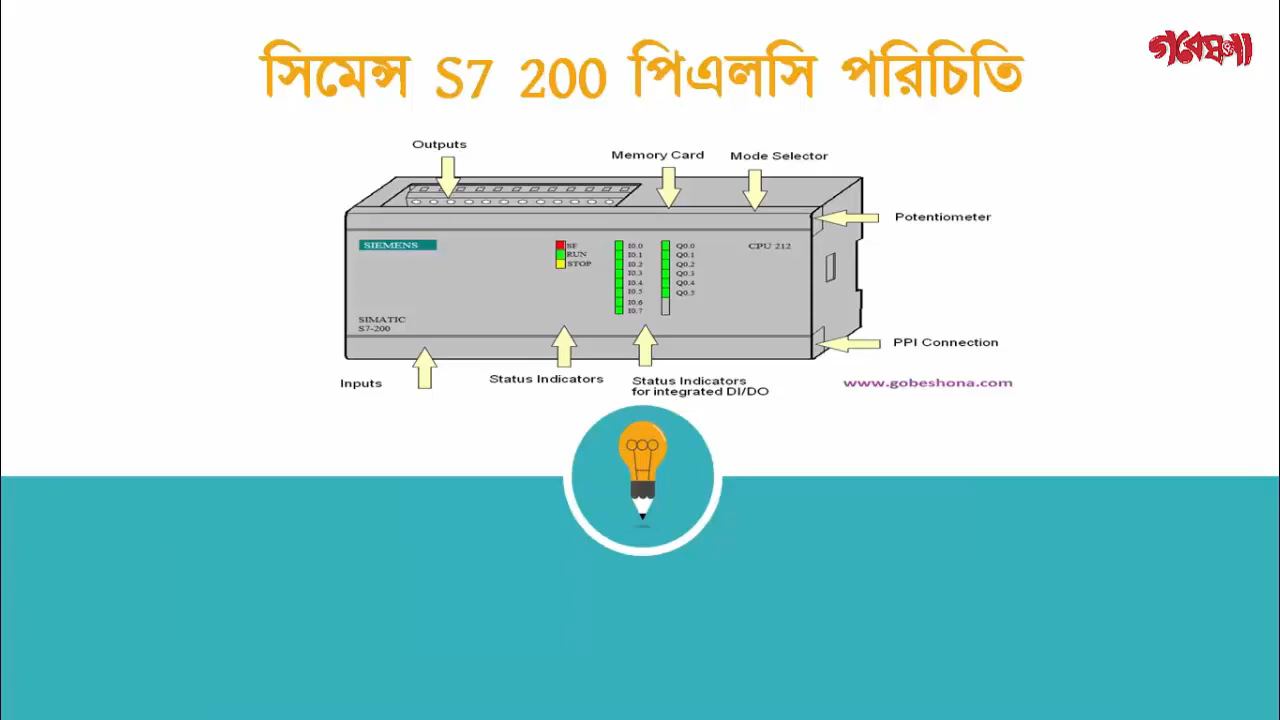 সিমেন্স S7 200 পিএলসি পরিচিতি
গবেষণা
Outputs
Memory Card
Mode Selector
Potentiometer
SIEMENS
SF
RUN
STOP
I0.0
I0.1
I0.2
I0.3
I0.4
I0.5
I0.6
I0.7
Q0.0
Q0.1
Q0.2
Q0.3
Q0.4
Q0.5
CPU 212
SIMATIC
S7-200
PPI Connection
Inputs
Status Indicators
Status Indicators
for integrated DI/DO
www.gobeshona.com